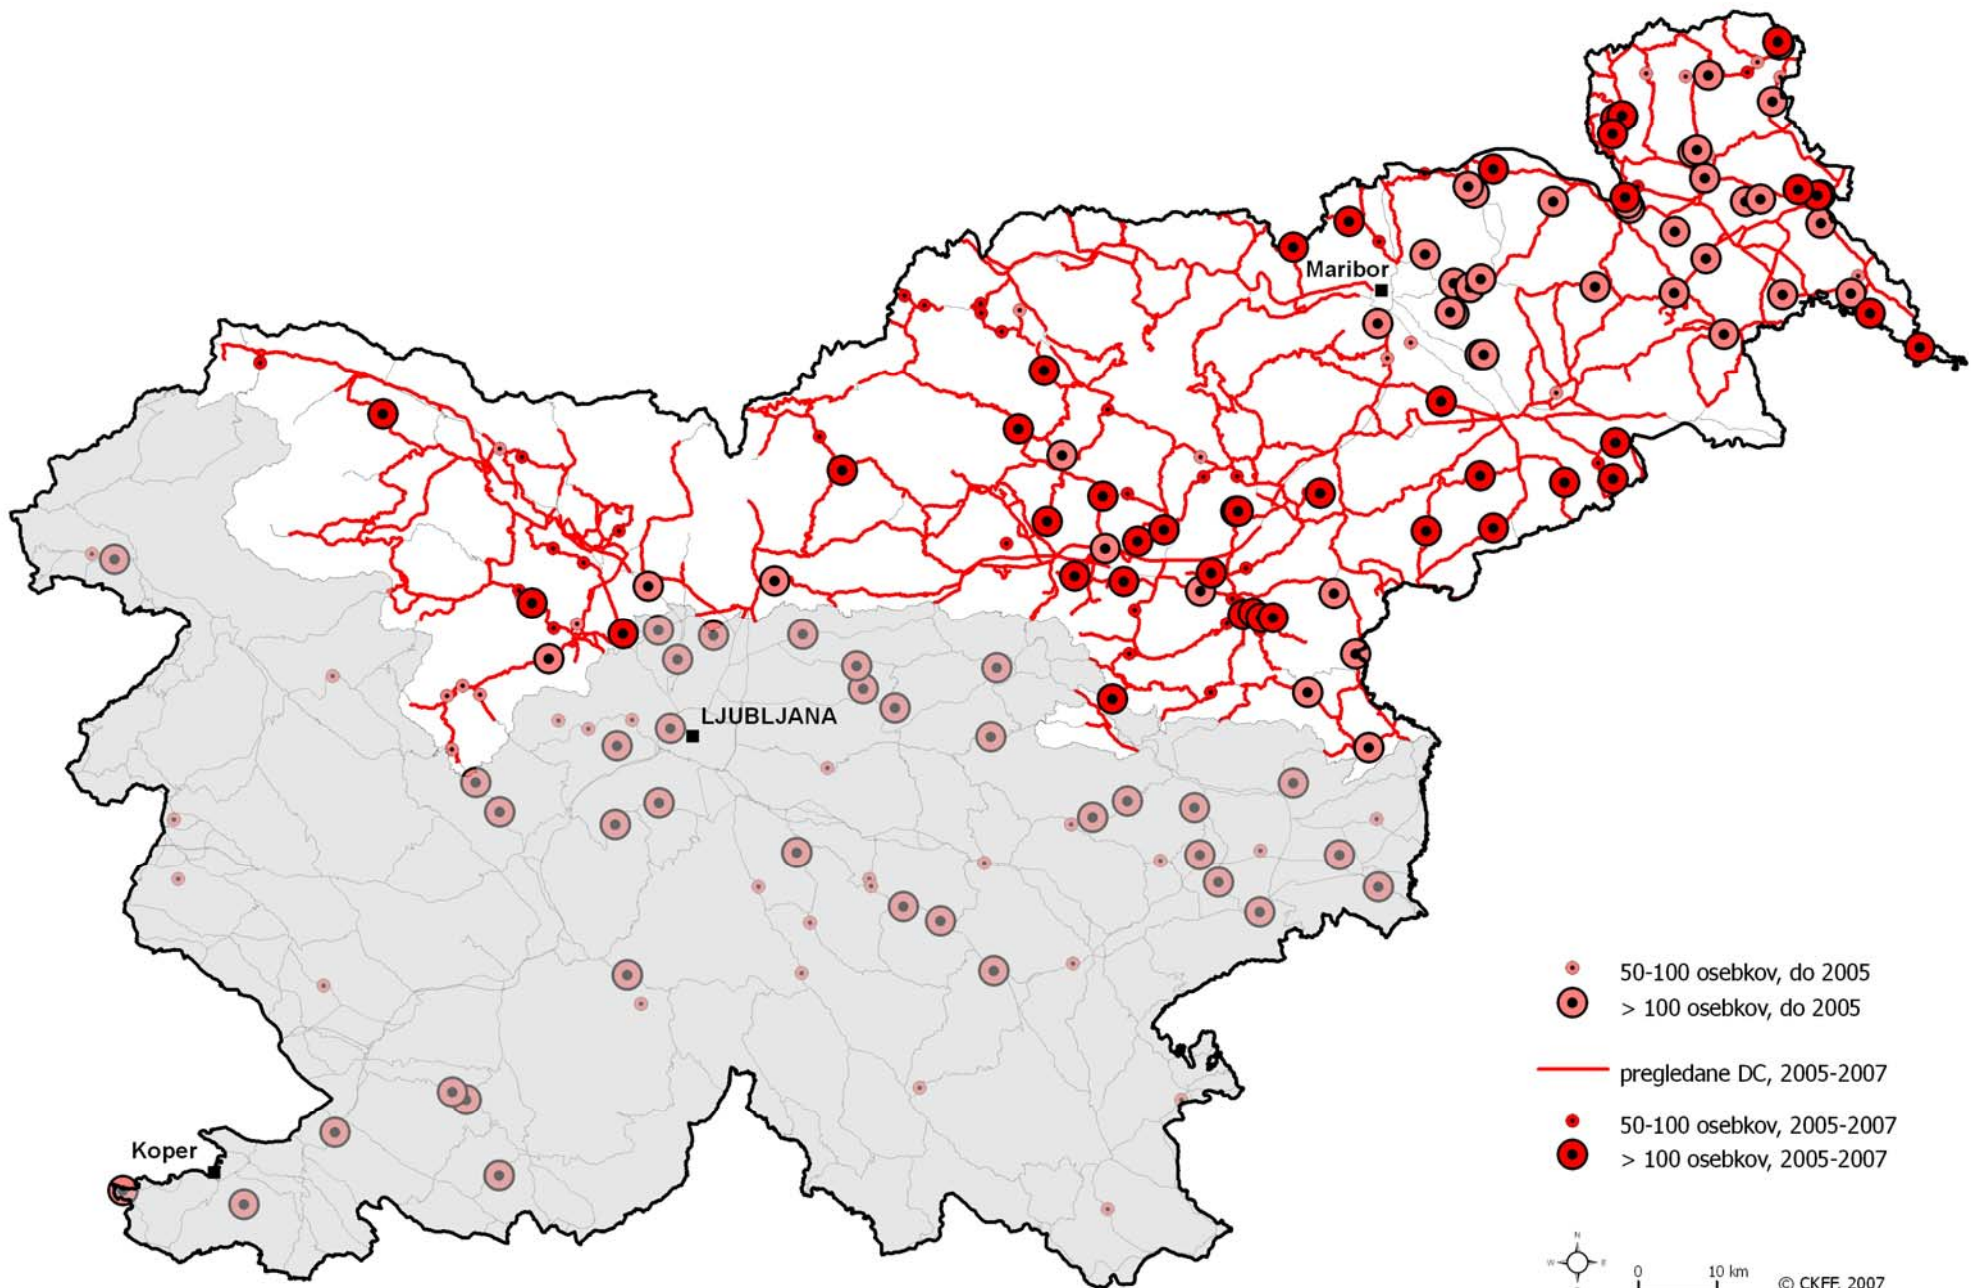 Maribor
LJUBLJANA
Koper
50-100 osebkov, do 2005
> 100 osebkov, do 2005
pregledane DC, 2005-2007
50-100 osebkov, 2005-2007
> 100 osebkov, 2005-2007
N
W E
0 10 km
© CKFF, 2007